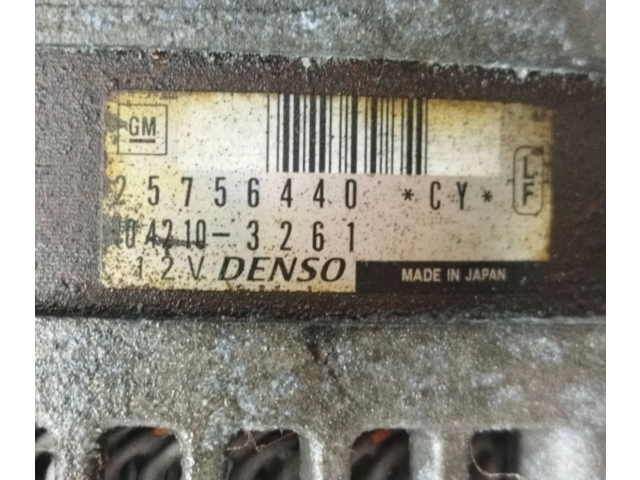 GM
25756440 *CY* LF
104210-3261
12V DENSO MADE IN JAPAN